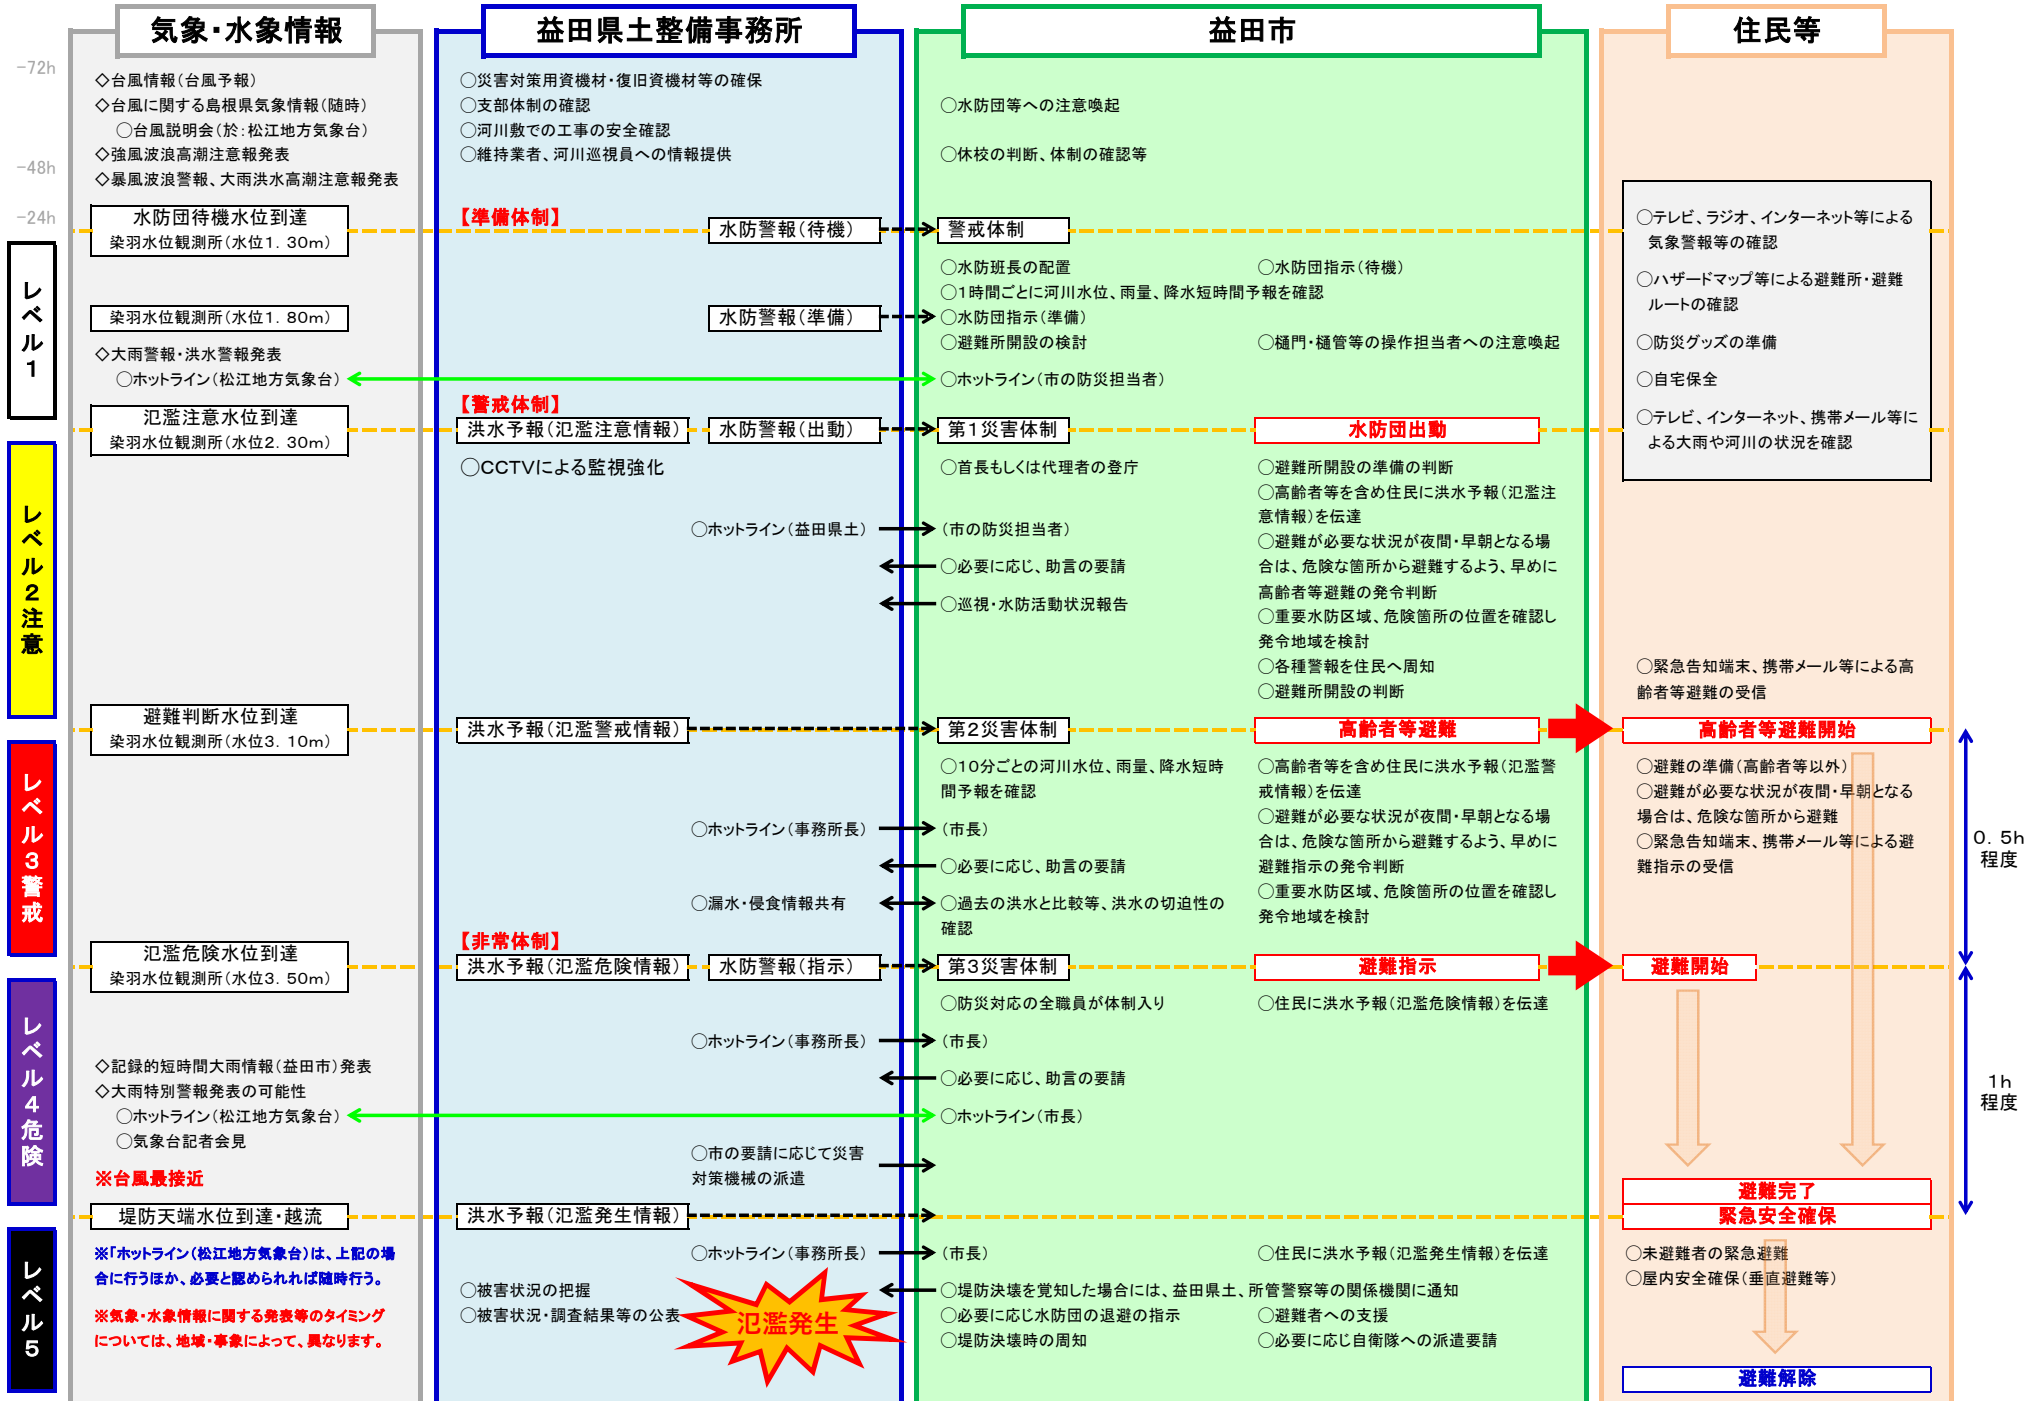 気象・水象情報
益田県土整備事務所
益田市
住民等
-72h
-48h
-24h
レベル1
レベル2注意
レベル3警戒
レベル4危険
レベル5
◇台風情報(台風予報)
◇台風に関する島根県気象情報(随時)
○台風説明会(於:松江地方気象台)
◇強風波浪高潮注意報発表
◇暴風波浪警報、大雨洪水高潮注意報発表
水防団待機水位到達
染羽水位観測所(水位1.30m)
染羽水位観測所(水位1.80m)
◇大雨警報・洪水警報発表
○ホットライン(松江地方気象台)
氾濫注意水位到達
染羽水位観測所(水位2.30m)
避難判断水位到達
染羽水位観測所(水位3.10m)
氾濫危険水位到達
染羽水位観測所(水位3.50m)
◇記録的短時間大雨情報(益田市)発表
◇大雨特別警報発表の可能性
○ホットライン(松江地方気象台)
○気象台記者会見
※台風最接近
堤防天端水位到達・越流
※「ホットライン(松江地方気象台)は、上記の場
合に行うほか、必要と認められれば随時行う。
※気象・水象情報に関する発表等のタイミング
については、地域・事象によって、異なります。
○災害対策用資機材・復旧資機材等の確保
○支部体制の確認
○河川敷での工事の安全確認
○維持業者、河川巡視員への情報提供
【準備体制】
水防警報(待機)
水防警報(準備)
【警戒体制】
洪水予報(氾濫注意情報)
水防警報(出動)
○CCTVによる監視強化
○ホットライン(益田県土)
洪水予報(氾濫警戒情報)
○ホットライン(事務所長)
○漏水・侵食情報共有
【非常体制】
洪水予報(氾濫危険情報)
水防警報(指示)
○ホットライン(事務所長)
○市の要請に応じて災害
対策機械の派遣
洪水予報(氾濫発生情報)
○ホットライン(事務所長)
○被害状況の把握
○被害状況・調査結果等の公表
氾濫発生
○水防団等への注意喚起
○休校の判断、体制の確認等
警戒体制
○水防班長の配置
○水防団指示(待機)
○1時間ごとに河川水位、雨量、降水短時間予報を確認
○水防団指示(準備)
○避難所開設の検討
○樋門・樋管等の操作担当者への注意喚起
○ホットライン(市の防災担当者)
第1災害体制
水防団出動
○首長もしくは代理者の登庁
(市の防災担当者)
○必要に応じ、助言の要請
○巡視・水防活動状況報告
○避難所開設の準備の判断
○高齢者等を含め住民に洪水予報(氾濫注
意情報)を伝達
○避難が必要な状況が夜間・早朝となる場
合は、危険な箇所から避難するよう、早めに
高齢者等避難の発令判断
○重要水防区域、危険箇所の位置を確認し
発令地域を検討
○各種警報を住民へ周知
○避難所開設の判断
第2災害体制
高齢者等避難
○10分ごとの河川水位、雨量、降水短時
間予報を確認
(市長)
○必要に応じ、助言の要請
○過去の洪水と比較等、洪水の切迫性の
確認
○高齢者等を含め住民に洪水予報(氾濫警
戒情報)を伝達
○避難が必要な状況が夜間・早朝となる場
合は、危険な箇所から避難するよう、早めに
避難指示の発令判断
○重要水防区域、危険箇所の位置を確認し
発令地域を検討
第3災害体制
避難指示
○防災対応の全職員が体制入り
○住民に洪水予報(氾濫危険情報)を伝達
(市長)
○必要に応じ、助言の要請
○ホットライン(市長)
(市長)
○住民に洪水予報(氾濫発生情報)を伝達
○堤防決壊を覚知した場合には、益田県土、所管警察等の関係機関に通知
○必要に応じ水防団の退避の指示
○避難者への支援
○堤防決壊時の周知
○必要に応じ自衛隊への派遣要請
○テレビ、ラジオ、インターネット等による
気象警報等の確認
○ハザードマップ等による避難所・避難
ルートの確認
○防災グッズの準備
○自宅保全
○テレビ、インターネット、携帯メール等に
よる大雨や河川の状況を確認
○緊急告知端末、携帯メール等による高
齢者等避難の受信
高齢者等避難開始
○避難の準備(高齢者等以外)
○避難が必要な状況が夜間・早朝となる
場合は、危険な箇所から避難
○緊急告知端末、携帯メール等による避
難指示の受信
避難開始
避難完了
緊急安全確保
○未避難者の緊急避難
○屋内安全確保(垂直避難等)
避難解除
0.5h
程度
1h
程度